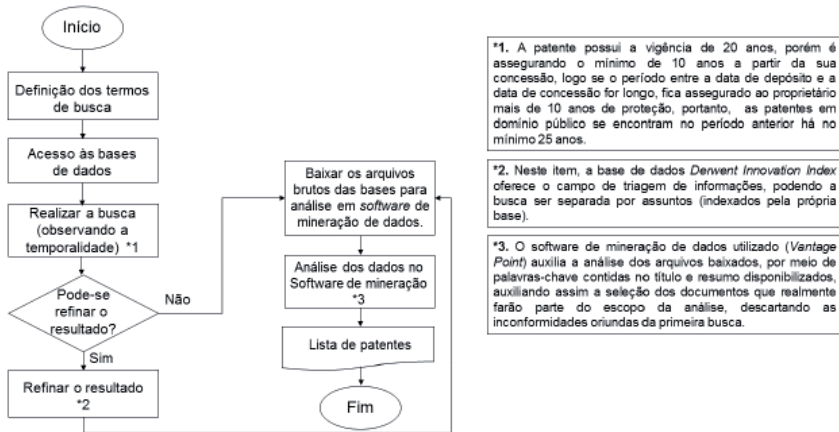 Início
Definição dos termos
de busca
Acesso às bases
de dados
Realizar a busca
(observando a
temporalidade) *1
Pode-se
refinar o
resultado?
Não
Sim
Refinar o resultado
*2
Baixar os arquivos
brutos das bases para
análise em software de
mineração de dados.
Análise dos dados no
Software de mineração
*3
Lista de patentes
Fim
*1. A patente possui a vigência de 20 anos, porém é
assegurando o mínimo de 10 anos a partir da sua
concessão, logo se o período entre a data de depósito e a
data de concessão for longo, fica assegurado ao proprietário
mais de 10 anos de proteção, portanto, as patentes em
domínio público se encontram no período anterior há no
mínimo 25 anos.
*2. Neste item, a base de dados Derwent Innovation Index
oferece o campo de triagem de informações, podendo a
busca ser separada por assuntos (indexados pela própria
base).
*3. O software de mineração de dados utilizado (Vantage
Point) auxilia a análise dos arquivos baixados, por meio de
palavras-chave contidas no título e resumo disponibilizados,
auxiliando assim a seleção dos documentos que realmente
farão parte do escopo da análise, descartando as
inconformidades oriundas da primeira busca.